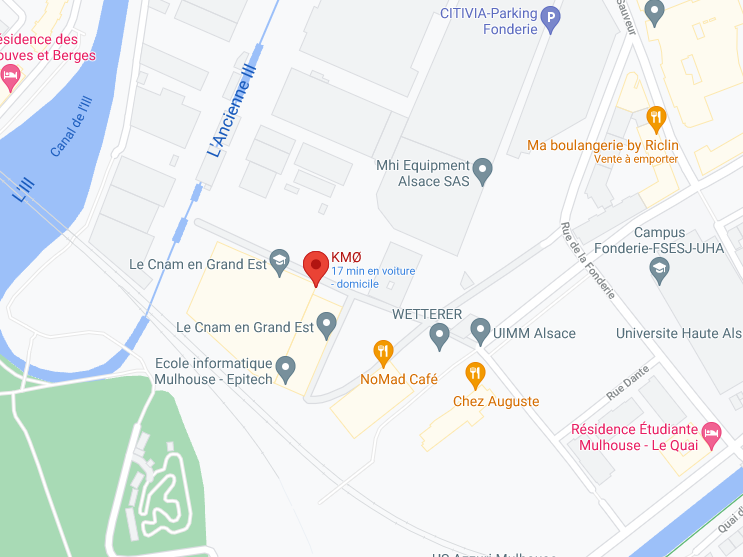 CITIVIA-Parking
Fonderie
Sauveur
ésidence des
ouves et Berges
Canal de l'Ill
L'Ancienne Ill
L'Ill
Ma boulangerie by Riclin
Vente à emporter
Mhi Equipment
Alsace SAS
Rue de la Fonderie
Campus
Fonderie-FSESJ-UHA
Le Cnam en Grand Est
KMØ
17 min en voiture
- domicile
Le Cnam en Grand Est
WETTERER
UIMM Alsace
Universite Haute Als
Ecole informatique
Mulhouse - Epitech
NoMad Café
Chez Auguste
Rue Dante
Résidence Étudiante
Mulhouse - Le Quai
Quai d